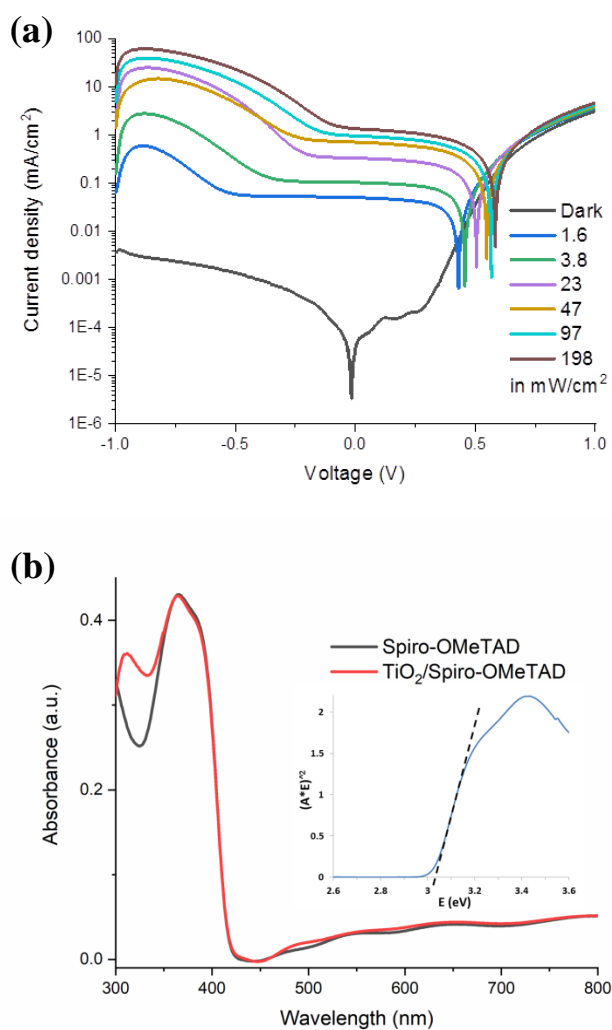 (a)
Current density (mA/cm²)
100
10
1
0.1
0.01
0.001
1E-4
1E-5
1E-6
-1.0
-0.5
0.0
0.5
1.0
Voltage (V)
Dark
1.6
3.8
23
47
97
198
in mW/cm²
(b)
Absorbance (a.u.)
0.4
0.2
0.0
300
400
500
600
700
800
Wavelength (nm)
Spiro-OMeTAD
TiO₂/Spiro-OMeTAD
(A*E)^2
2
1.5
1
0.5
0
2.6
2.8
3
3.2
3.4
3.6
E (eV)